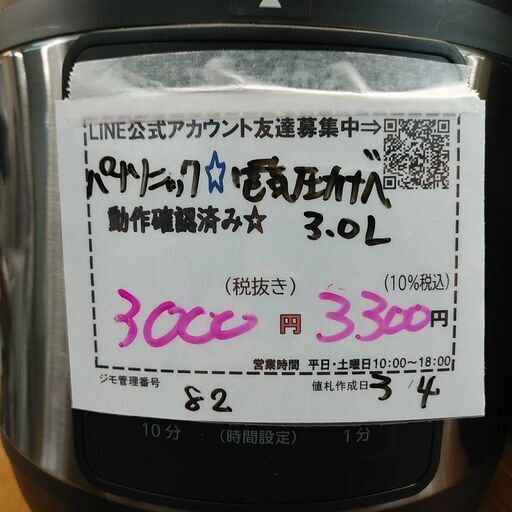 LINE公式アカウント友達募集中⇒
パナソニック☆電気圧力ナベ
動作確認済み☆ 3.0L
(税抜き) (10%税込)
3000円 3300円
営業時間 平日・土曜日10:00〜18:00
ジモ管理番号 82 値札作成日 3/4
10分 (時間設定) 1分